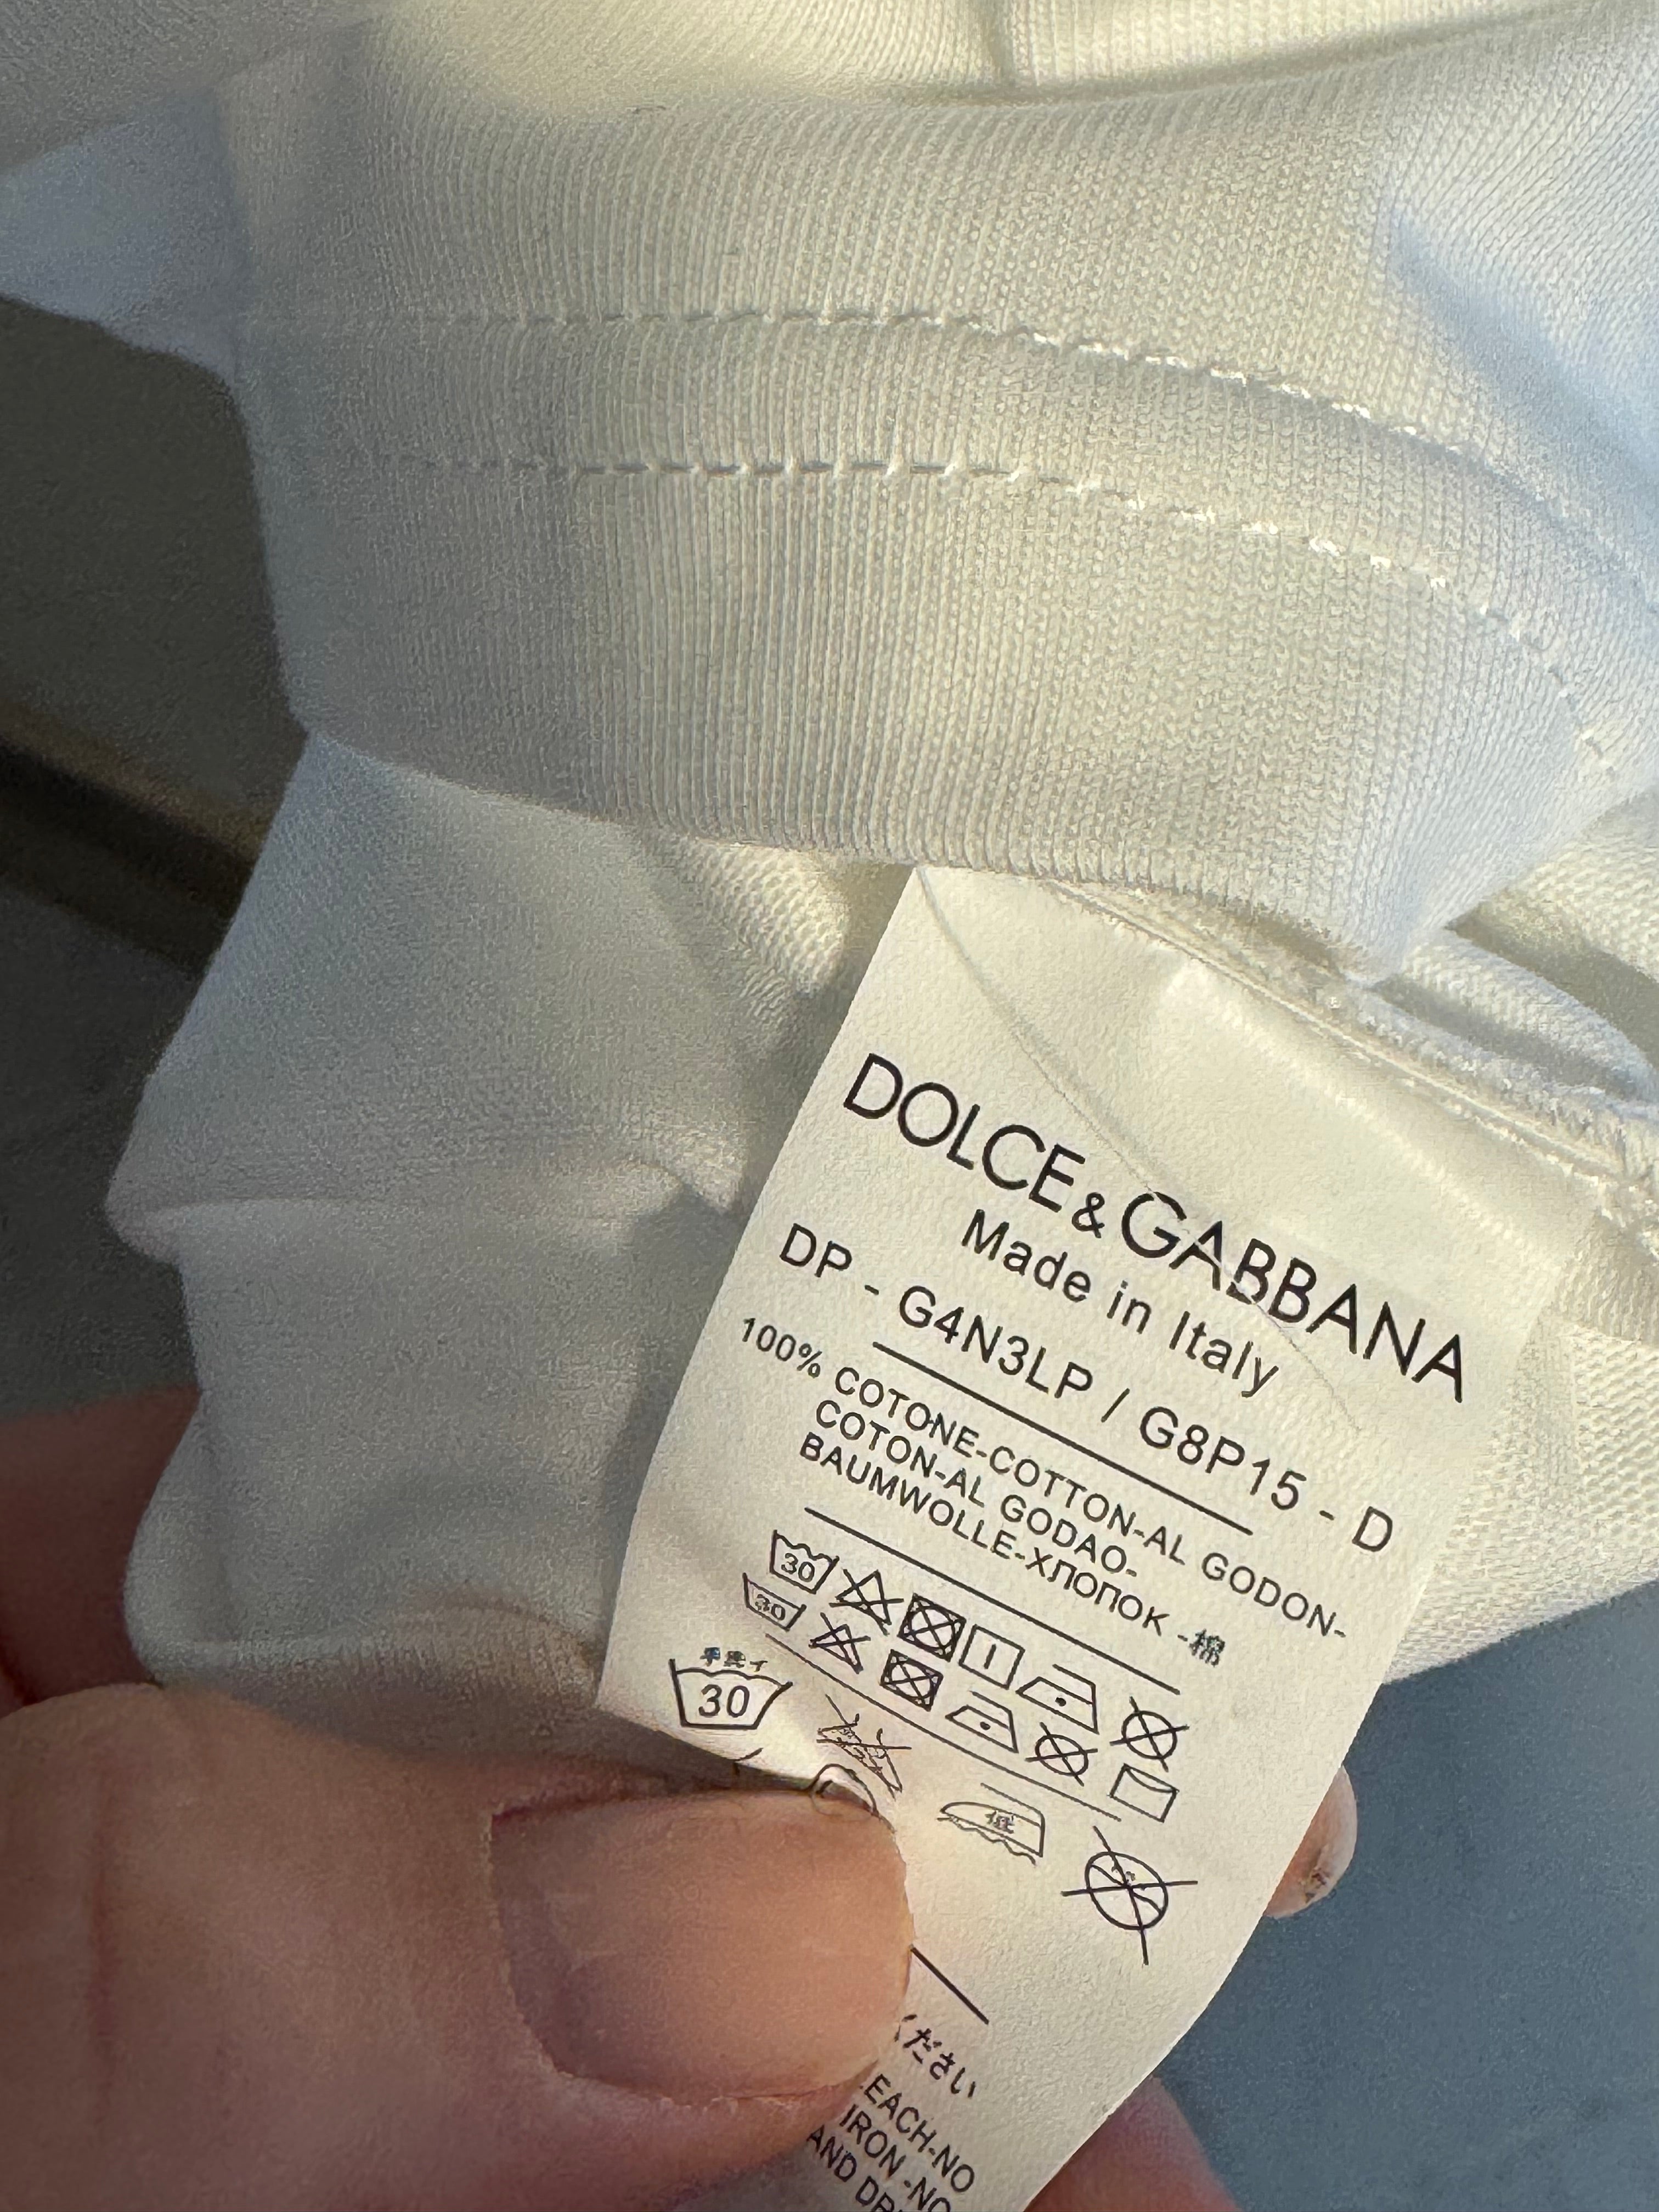 DOLCE&GABBANA
Made in Italy
DP - G4N3LP / G8P15 - D
100% COTONE-COTTON-AL GODON-
COTON-AL GODAO-
BAUMWOLLE-ХЛОПОК -棉
30
30
30
低
ください
EACH-NO
IRON -NO
AND DR